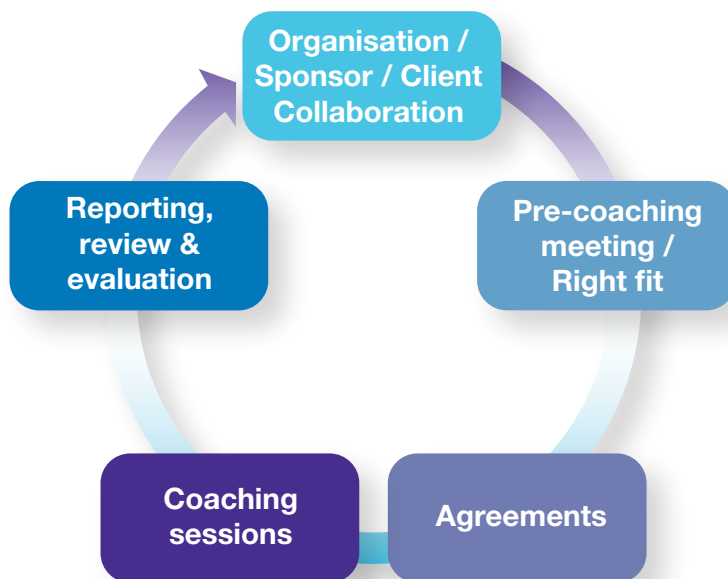 Organisation /
Sponsor / Client
Collaboration
Pre-coaching
meeting /
Right fit
Agreements
Coaching
sessions
Reporting,
review &
evaluation